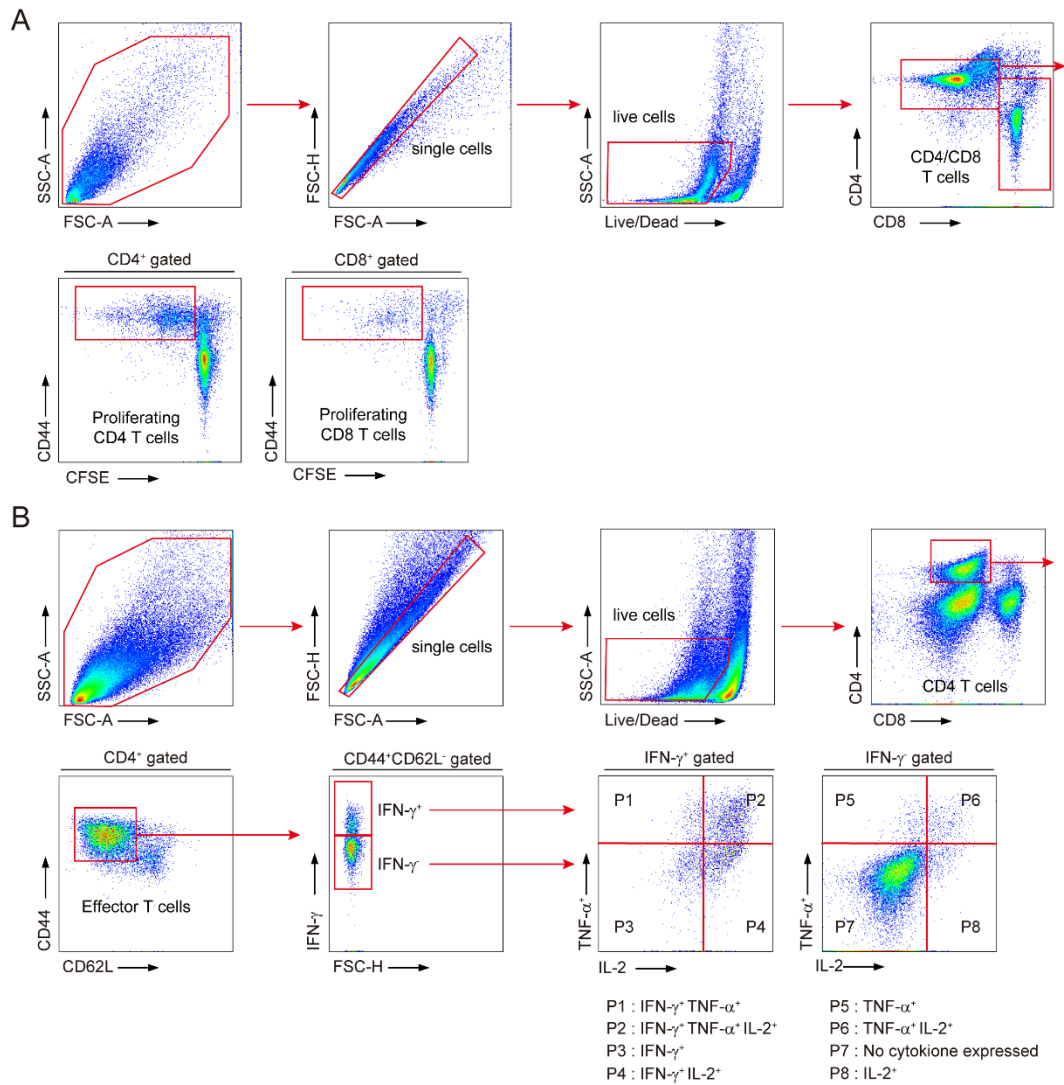 A
SSC-A
FSC-A
FSC-H
single cells
FSC-A
SSC-A
live cells
Live/Dead
CD4
CD4/CD8
T cells
CD8
CD4⁺ gated
CD44
Proliferating
CD4 T cells
CFSE
CD8⁺ gated
CD44
Proliferating
CD8 T cells
CFSE
B
SSC-A
FSC-A
FSC-H
single cells
FSC-A
SSC-A
live cells
Live/Dead
CD4
CD4 T cells
CD8
CD4⁺ gated
CD44
Effector T cells
CD62L
CD44⁺CD62L⁻ gated
IFN-γ⁺
IFN-γ⁻
IFN-γ
FSC-H
IFN-γ⁺ gated
P1
P2
P3
P4
TNF-α⁺
IL-2
IFN-γ⁻ gated
P5
P6
P7
P8
TNF-α⁺
IL-2
P1 : IFN-γ⁺ TNF-α⁺
P2 : IFN-γ⁺ TNF-α⁺ IL-2⁺
P3 : IFN-γ⁺
P4 : IFN-γ⁺ IL-2⁺
P5 : TNF-α⁺
P6 : TNF-α⁺ IL-2⁺
P7 : No cytokione expressed
P8 : IL-2⁺